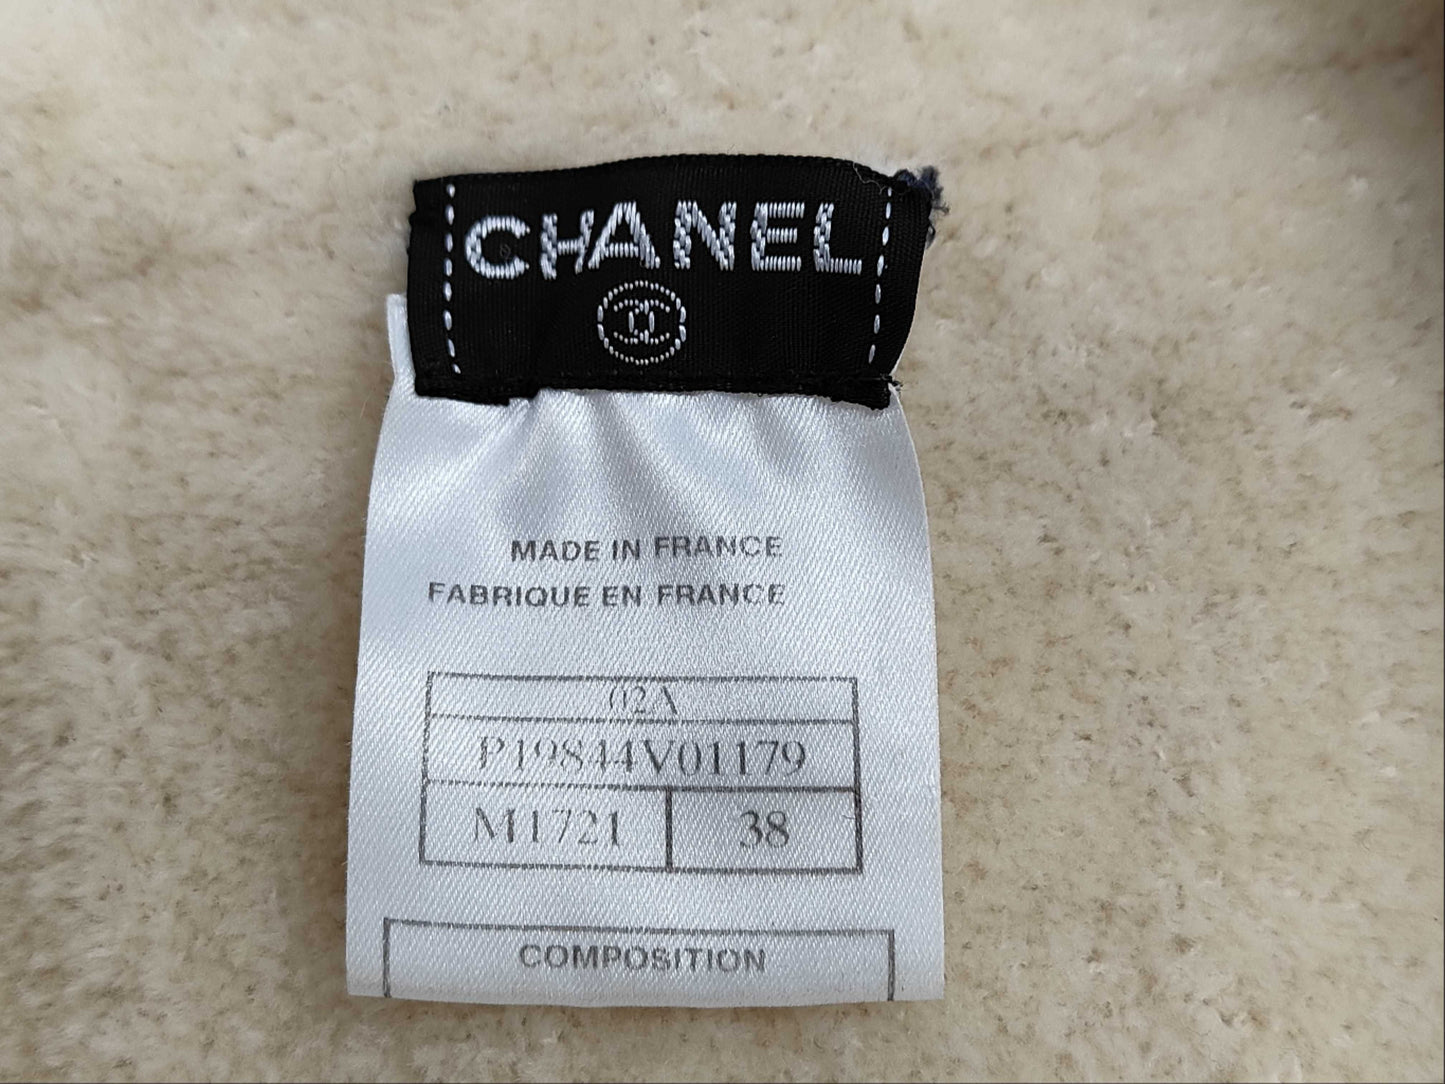 CHANEL
MADE IN FRANCE
FABRIQUE EN FRANCE
02A
P19844V01179
M1721 38
COMPOSITION